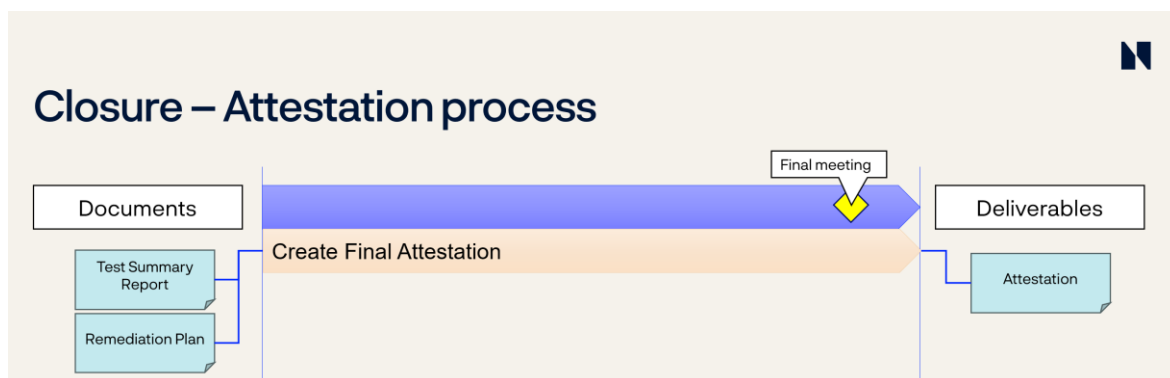 Closure – Attestation process
Final meeting
Documents
Deliverables
Create Final Attestation
Test Summary
Report
Attestation
Remediation Plan